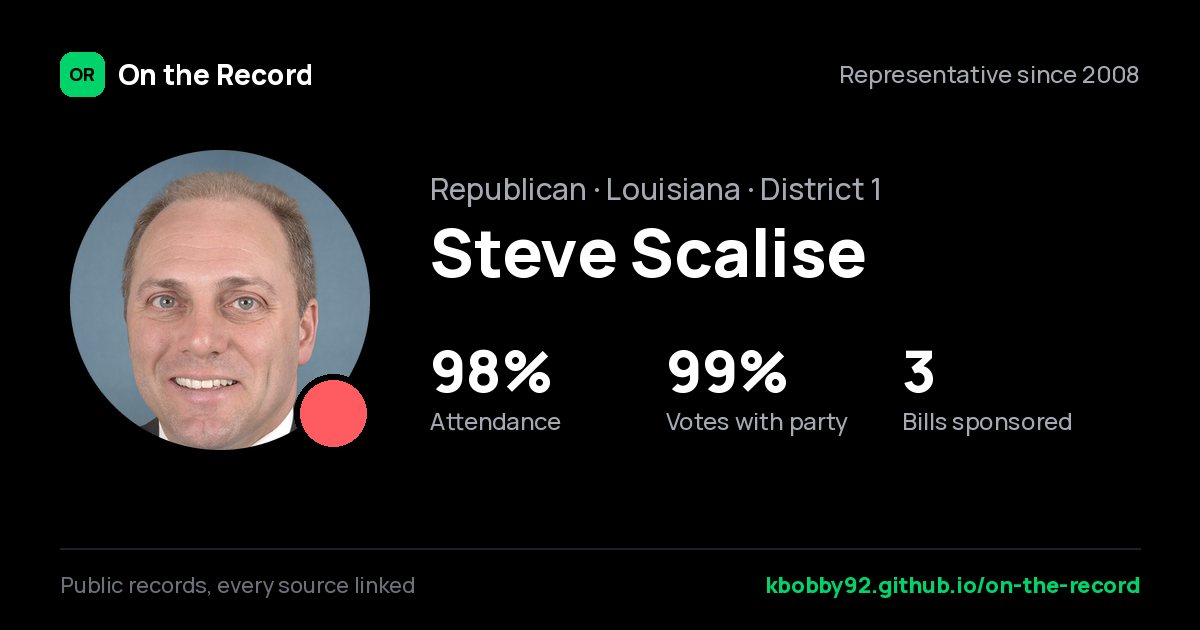 OR On the Record
Representative since 2008
Republican · Louisiana · District 1
Steve Scalise
98% 99% 3
Attendance Votes with party Bills sponsored
Public records, every source linked
kbobby92.github.io/on-the-record